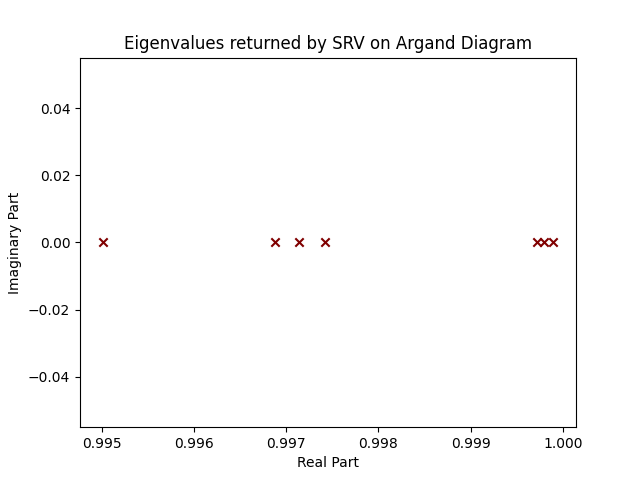 Eigenvalues returned by SRV on Argand Diagram
0.04
0.02
0.00
−0.02
−0.04
Imaginary Part
0.995 0.996 0.997 0.998 0.999 1.000
Real Part